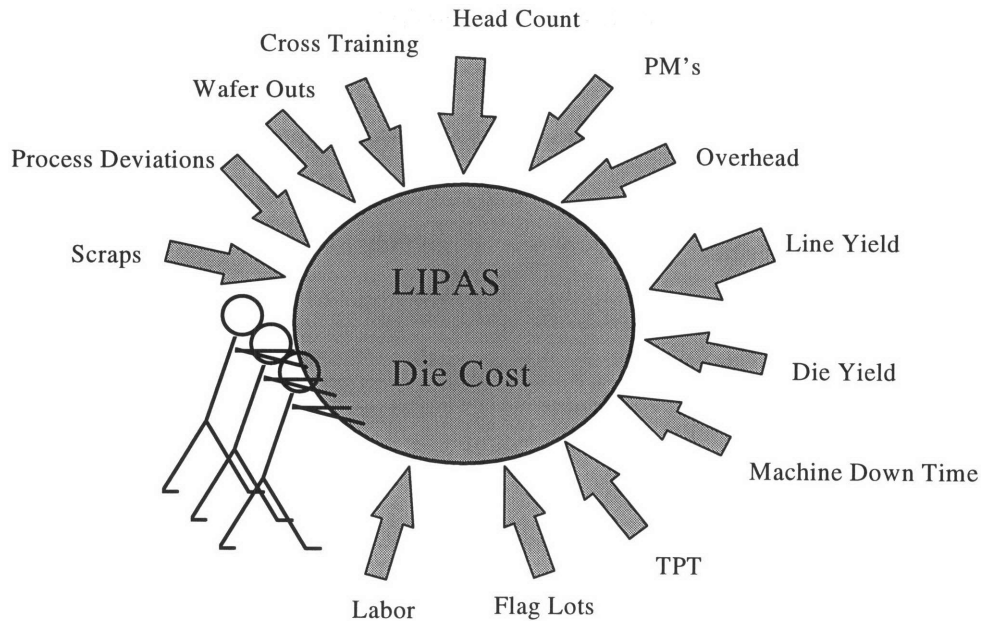 Head Count
Cross Training
PM's
Wafer Outs
Process Deviations
Overhead
Scraps
Line Yield
LIPAS
Die Cost
Die Yield
Machine Down Time
TPT
Labor
Flag Lots